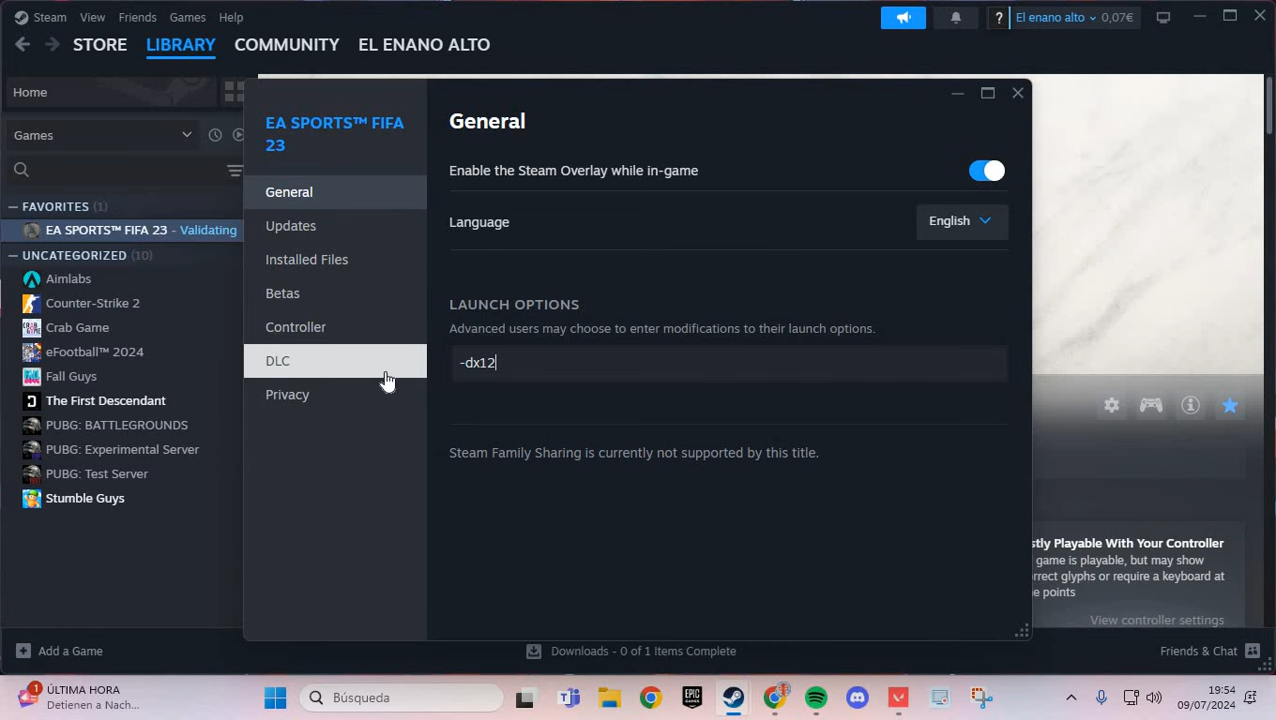 Steam View Friends Games Help
? El enano alto 0,07€
STORE LIBRARY COMMUNITY EL ENANO ALTO
Home
Games
FAVORITES (1)
EA SPORTS™ FIFA 23 - Validating
UNCATEGORIZED (10)
Aimlabs
Counter-Strike 2
Crab Game
eFootball™ 2024
Fall Guys
The First Descendant
PUBG: BATTLEGROUNDS
PUBG: Experimental Server
PUBG: Test Server
Stumble Guys
EA SPORTS™ FIFA
23
General
Updates
Installed Files
Betas
Controller
DLC
Privacy
General
Enable the Steam Overlay while in-game
Language English
LAUNCH OPTIONS
Advanced users may choose to enter modifications to their launch options.
-dx12
Steam Family Sharing is currently not supported by this title.
stly Playable With Your Controller
game is playable, but may show
rrect glyphs or require a keyboard at
e points
View controller settings
Add a Game
Downloads - 0 of 1 Items Complete
Friends & Chat
1
ÚLTIMA HORA
Detienen a Nach...
Búsqueda
EPIC GAMES
19:54
09/07/2024